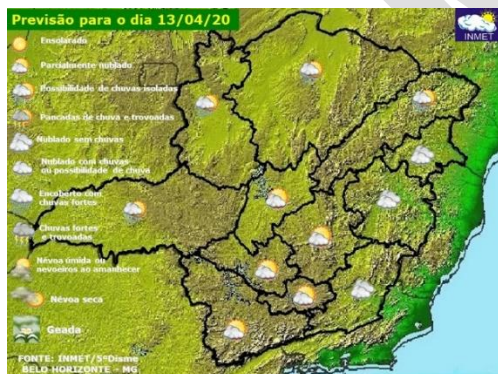 Previsão para o dia 13/04/20
INMET
Ensolarado
Parcialmente nublado
Possibilidade de chuvas isoladas
Pancadas de chuva e trovoadas
Nublado sem chuvas
Nublado com chuvas
ou possibilidade de chuva
Encoberto com
chuvas fortes
Chuvas fortes
e trovoadas
Névoa úmida ou
nevoeiros ao amanhecer
Névoa seca
Geada
FONTE: INMET/5ºDisme
BELO HORIZONTE - MG